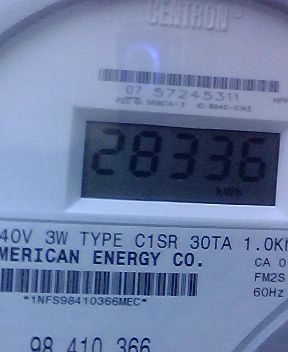 CENTRON
07 57245311
28336
kWh
40V 3W TYPE C1SR 30TA 1.0Kh
MERICAN ENERGY CO.
CA 0
FM2S
60Hz
*1NFS98410366MEC*
98 410 366